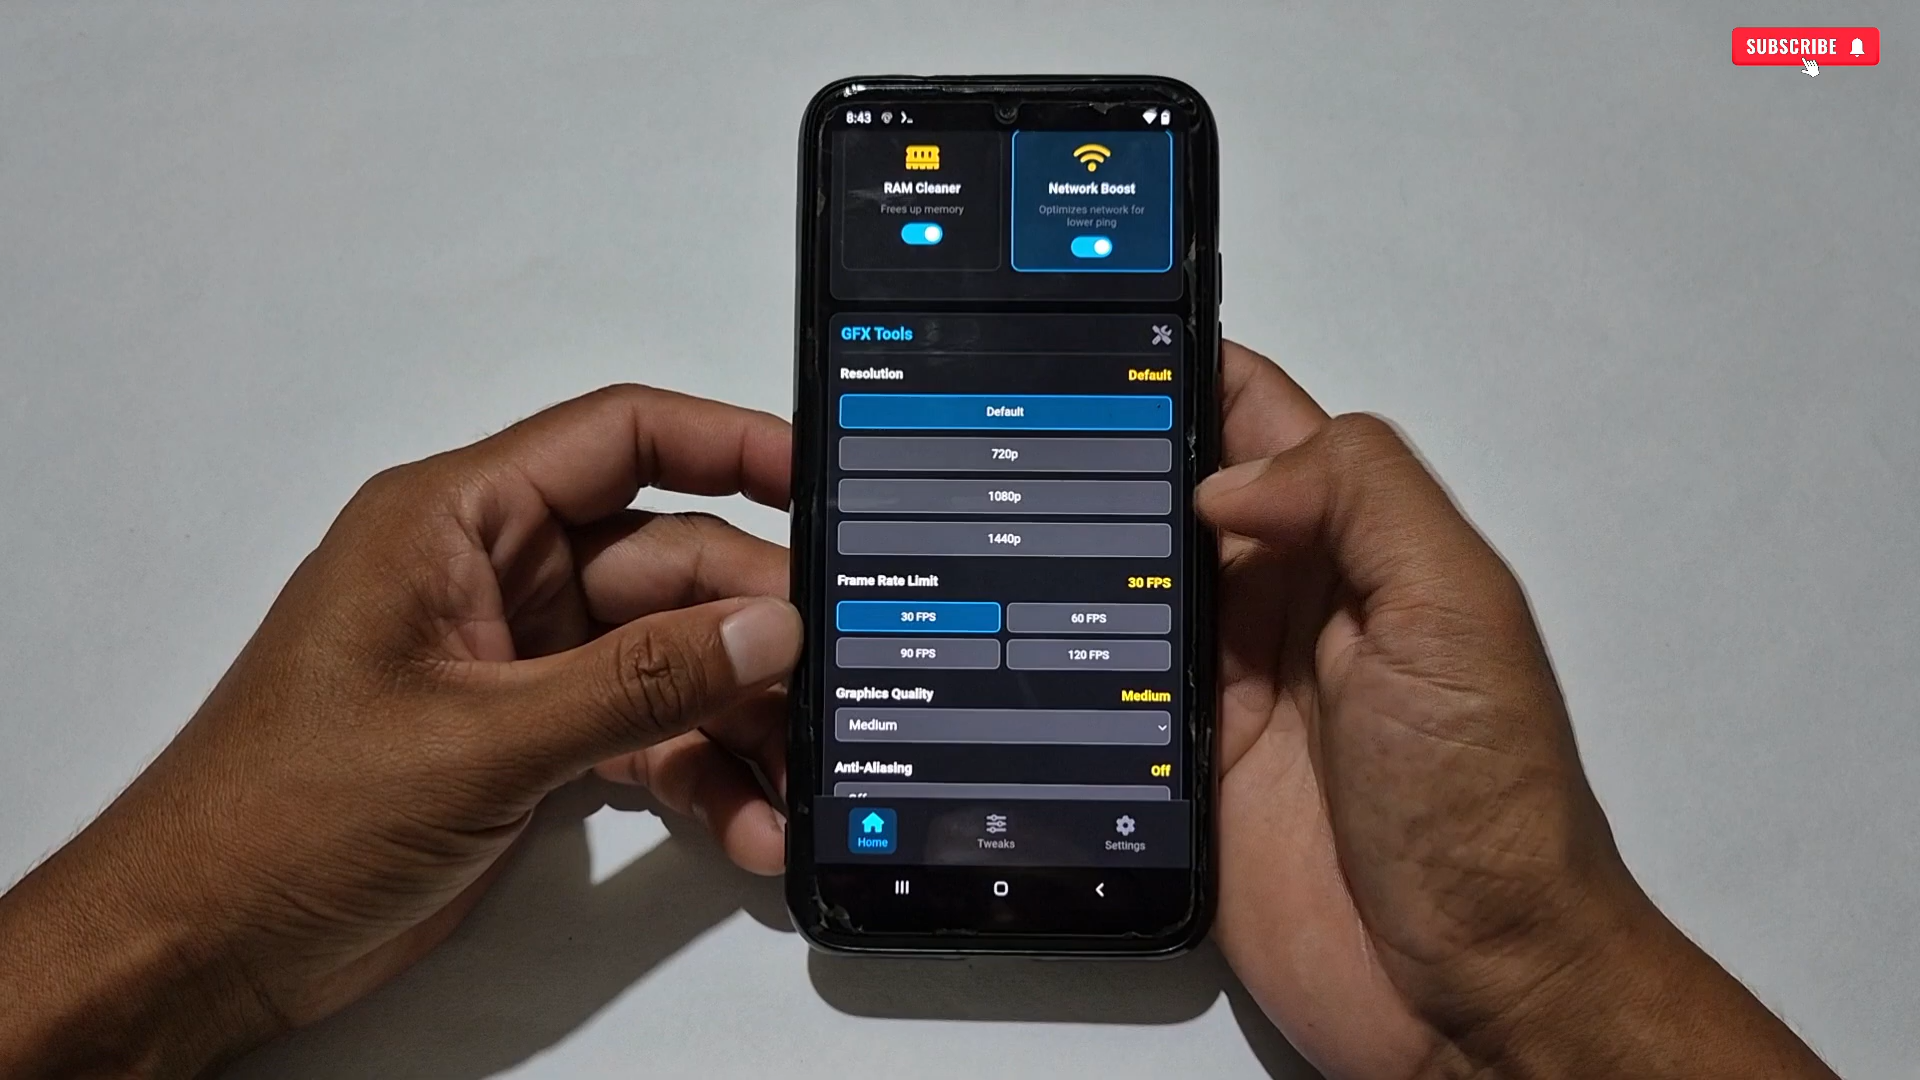 SUBSCRIBE
8:43
RAM Cleaner
Frees up memory
Network Boost
Optimizes network for
lower ping
GFX Tools
Resolution
Default
Default
720p
1080p
1440p
Frame Rate Limit
30 FPS
30 FPS
60 FPS
90 FPS
120 FPS
Graphics Quality
Medium
Medium
Anti-Aliasing
Off
Home
Tweaks
Settings